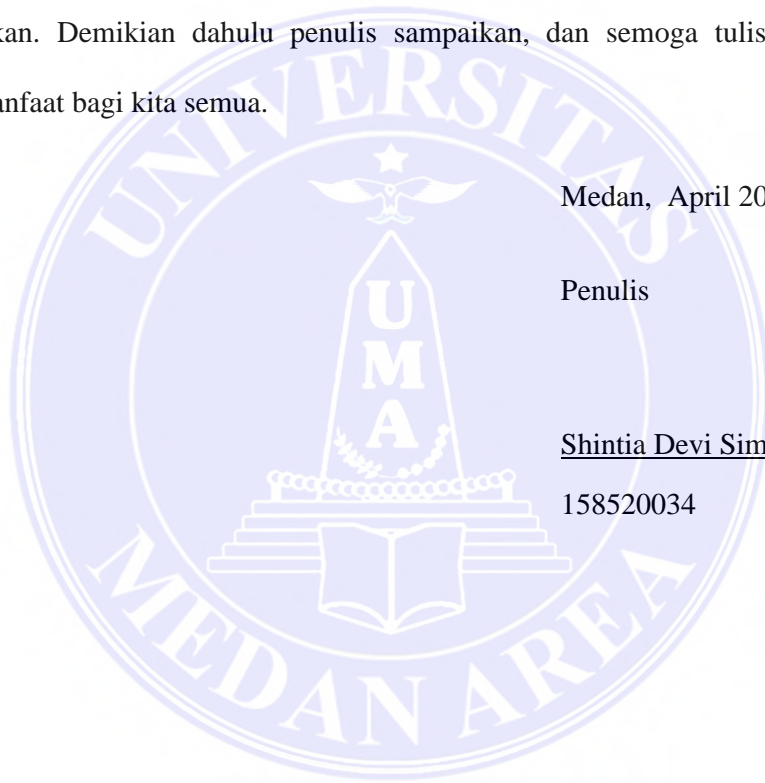 kan. Demikian dahulu penulis sampaikan, dan semoga tulis
anfaat bagi kita semua.
UNIVERSITAS
Medan, April 20
Penulis
UMA
Shintia Devi Sim
158520034
MEDAN AREA